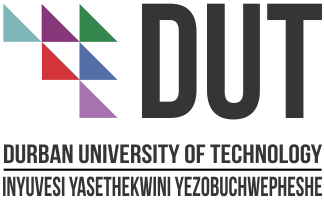 DUT
DURBAN UNIVERSITY OF TECHNOLOGY
INYUVESI YASETHEKWINI YEZOBUCHWEPHESHE